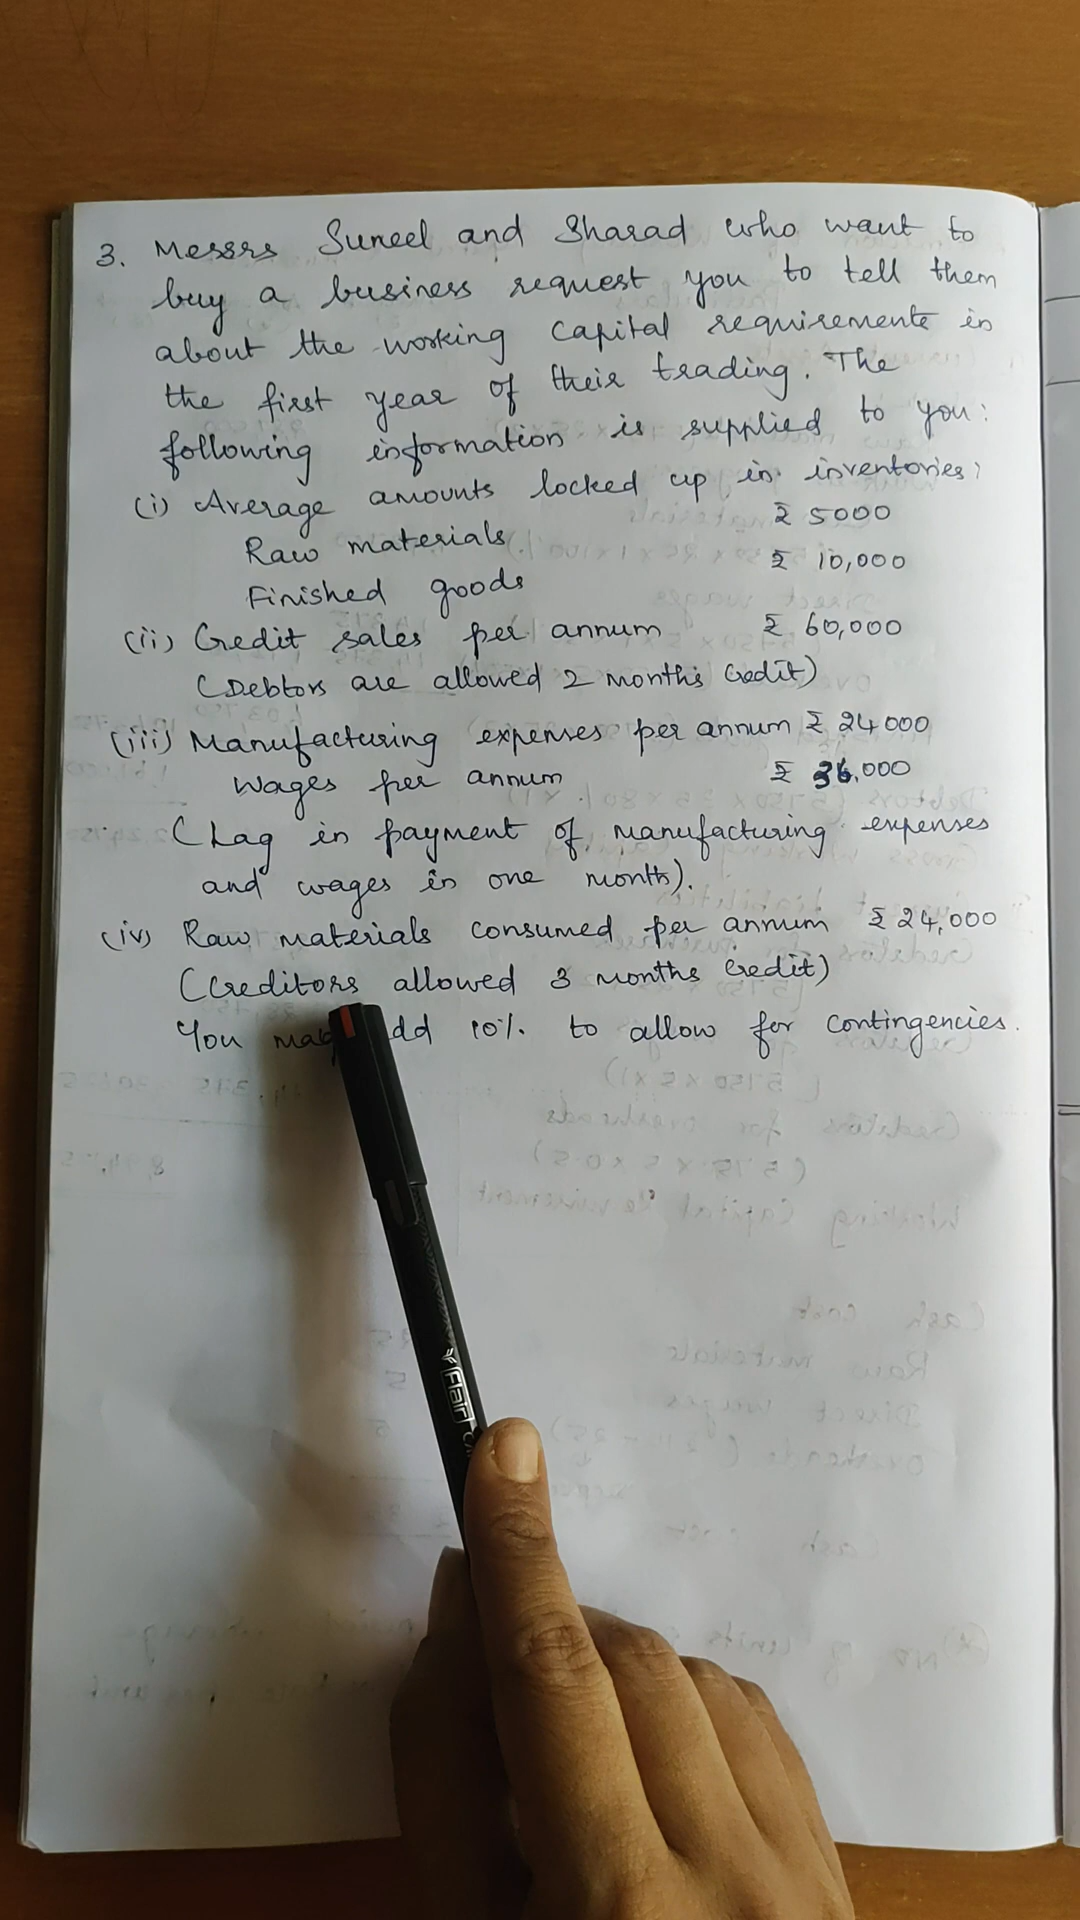 3. Messrs Suneel and Sharad who want to
buy a business request you to tell them
about the working capital requiremente in
the first year of their trading. The
following information is supplied to you:
(i) Average amounts locked up in inventories:
Raw materials. ₹ 5000
Finished goods ₹ 10,000
(ii) Credit sales per annum ₹ 60,000
(Debtors are allowed 2 months credit)
(iii) Manufacturing expenses per annum ₹ 24000
Wages per annum ₹ 36,000
(Lag in payment of manufacturing expenses
and wages is one month).
(iv) Raw materials consumed per annum ₹ 24,000
(Creditors allowed 3 months credit)
You dd 10% to allow for contingencies.
FLAIR